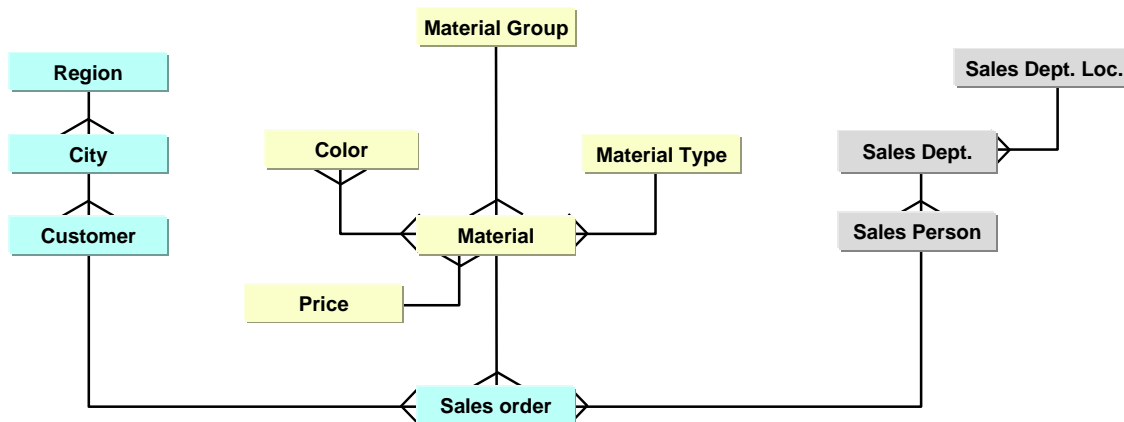 Material Group
Region
Sales Dept. Loc.
City
Color
Material Type
Sales Dept.
Customer
Material
Sales Person
Price
Sales order